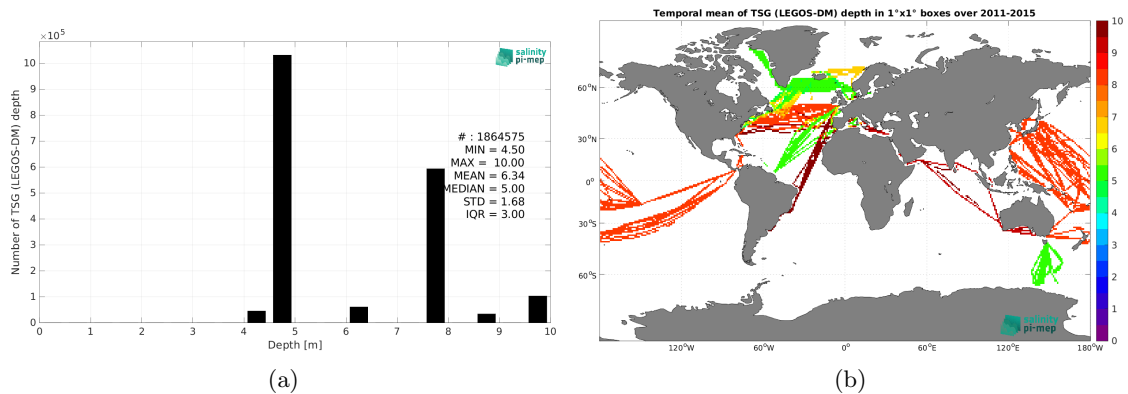 ×10⁵
10
9
8
7
6
5
4
3
2
1
0
Number of TSG (LEGOS-DM) depth
salinity
pi-mep
# : 1864575
MIN = 4.50
MAX = 10.00
MEAN = 6.34
MEDIAN = 5.00
STD = 1.68
IQR = 3.00
0 1 2 3 4 5 6 7 8 9 10
Depth [m]
(a)
Temporal mean of TSG (LEGOS-DM) depth in 1°x1° boxes over 2011-2015
60°N
30°N
0°
30°S
60°S
salinity
pi-mep
120°W 60°W 0° 60°E 120°E 180°W
10
9
8
7
6
5
4
3
2
1
0
(b)